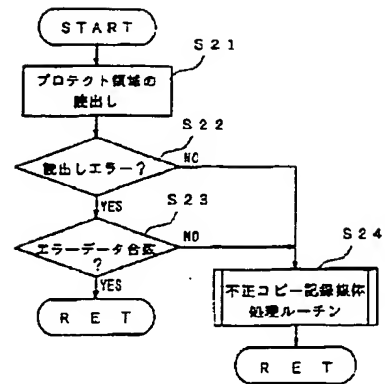 START
S21
プロテクト領域の
読出し
S22
読出しエラー?
NO
YES
S23
エラーデータ合致
?
NO
YES
S24
不正コピー記録媒体
処理ルーチン
RET
RET